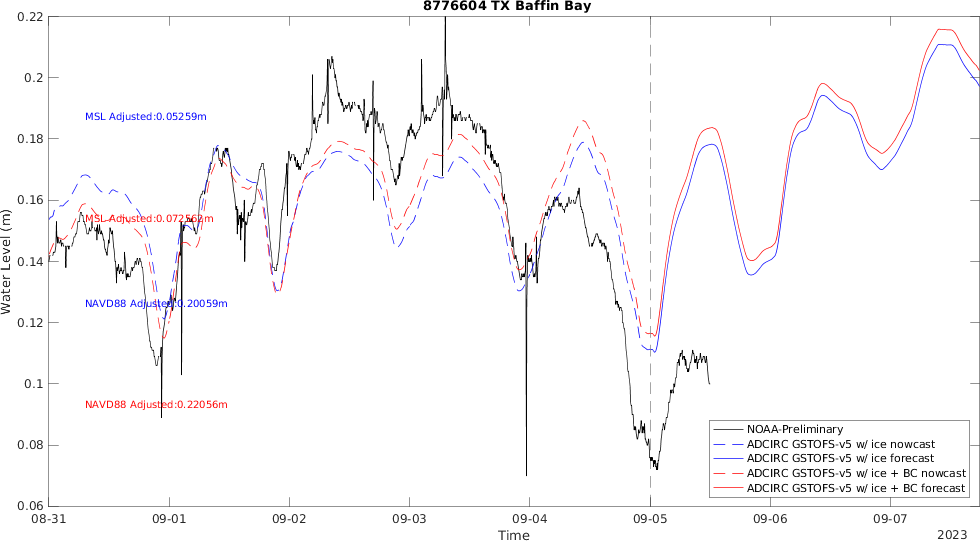 8776604 TX Baffin Bay
Water Level (m)
0.22
0.2
0.18
0.16
0.14
0.12
0.1
0.08
0.06
MSL Adjusted:0.05259m
MSL Adjusted:0.072562m
NAVD88 Adjusted:0.20059m
NAVD88 Adjusted:0.22056m
NOAA-Preliminary
ADCIRC GSTOFS-v5 w/ ice nowcast
ADCIRC GSTOFS-v5 w/ ice forecast
ADCIRC GSTOFS-v5 w/ ice + BC nowcast
ADCIRC GSTOFS-v5 w/ ice + BC forecast
08-31 09-01 09-02 09-03 09-04 09-05 09-06 09-07
Time
2023